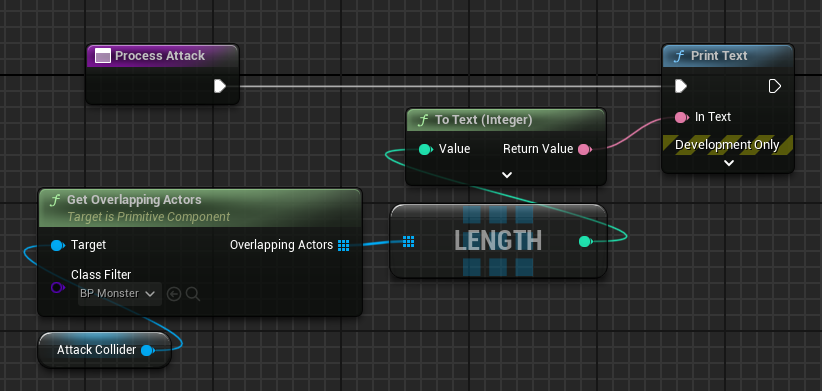 Process Attack
Print Text
In Text
Development Only
To Text (Integer)
Value
Return Value
Get Overlapping Actors
Target is Primitive Component
Target
Overlapping Actors
Class Filter
BP Monster
LENGTH
Attack Collider